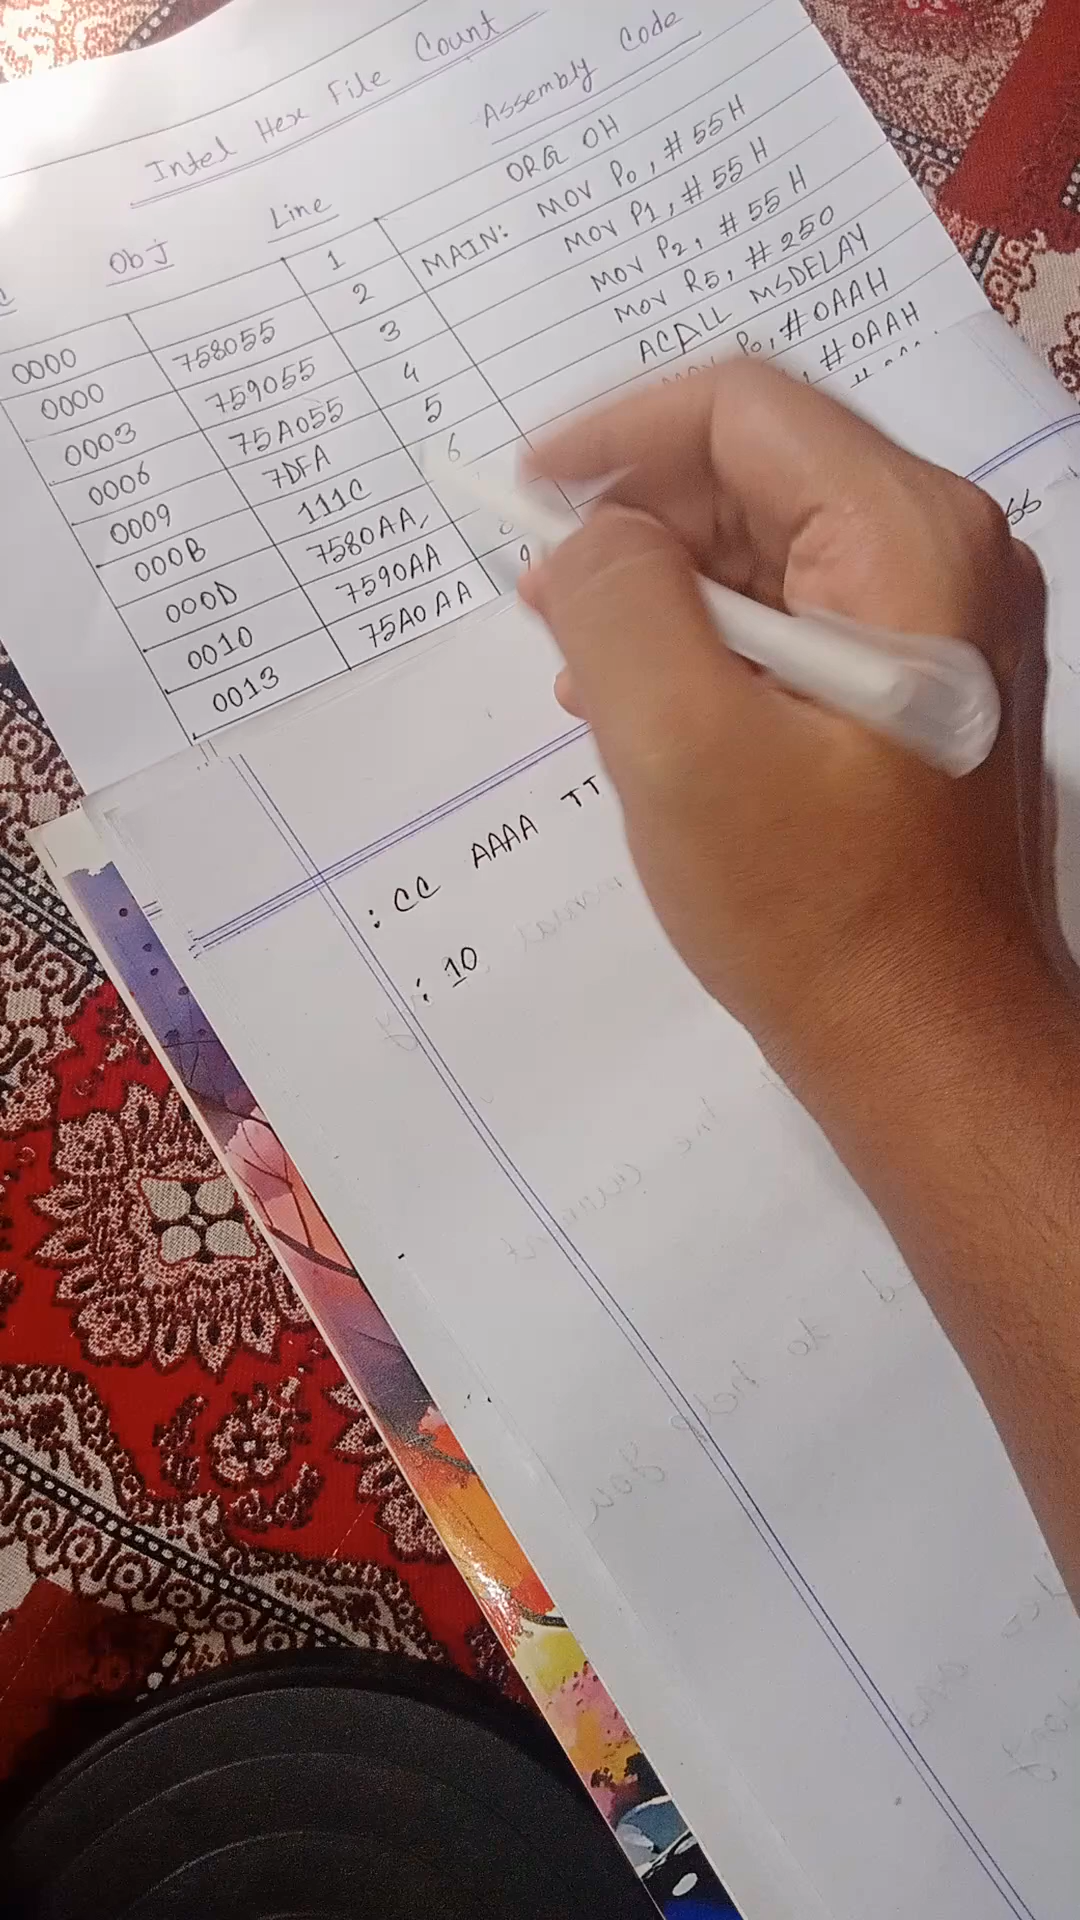 Intel Hex File Count
Obj Line Assembly Code
0000 1 ORG OH
0000 758055 2 MAIN: MOV P0, #55H
0003 759055 3 MOV P1, #55H
0006 75A055 4 MOV P2, #55H
0009 7DFA 5 MOV R5, #250
000B 111C 6 ACALL MSDELAY
000D 7580AA, P0, #0AAH
0010 7590AA , #0AAH
0013 75A0AA 9
: CC AAAA TT
: 10